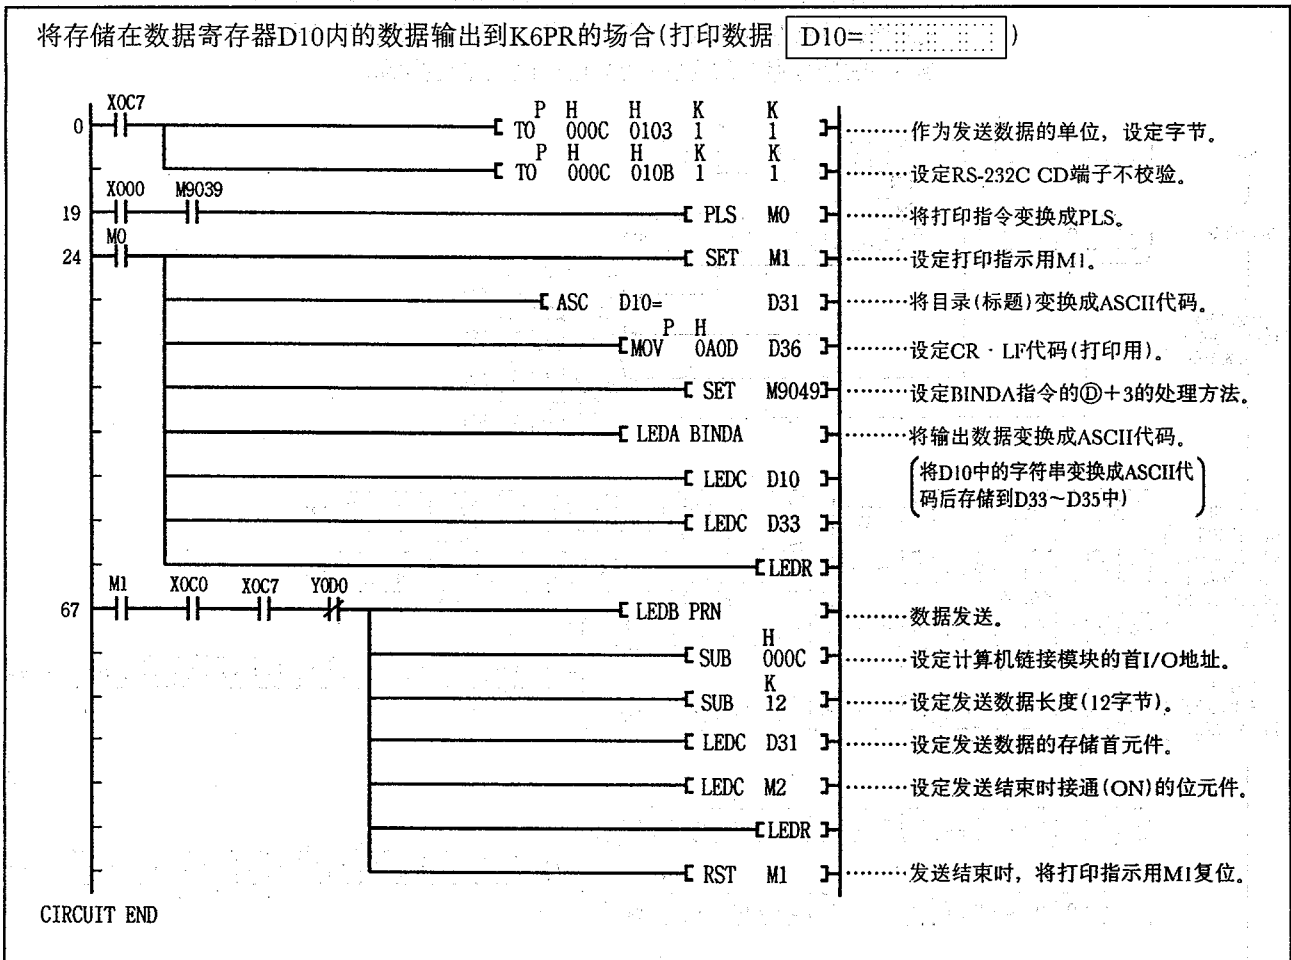 将存储在数据寄存器D10内的数据输出到K6PR的场合(打印数据 D10= )
X0C7
P H H K K
0 TO 000C 0103 1 1 ………作为发送数据的单位，设定字节。
P H H K K
TO 000C 010B 1 1 ………设定RS-232C CD端子不校验。
X000 M9039
19 PLS M0 ………将打印指令变换成PLS。
M0
24 SET M1 ………设定打印指示用M1。
ASC D10= D31 ………将目录(标题)变换成ASCII代码。
P H
MOV 0A0D D36 ………设定CR·LF代码(打印用)。
SET M9049 ………设定BINDA指令的Ⓓ＋3的处理方法。
LEDA BINDA ………将输出数据变换成ASCII代码。
LEDC D10 (将D10中的字符串变换成ASCII代
码后存储到D33～D35中)
LEDC D33
LEDR
M1 X0C0 X0C7 Y0D0
67 LEDB PRN ………数据发送。
H
SUB 000C ………设定计算机链接模块的首I/O地址。
K
SUB 12 ………设定发送数据长度(12字节)。
LEDC D31 ………设定发送数据的存储首元件。
LEDC M2 ………设定发送结束时接通(ON)的位元件。
LEDR
RST M1 ………发送结束时，将打印指示用M1复位。
CIRCUIT END